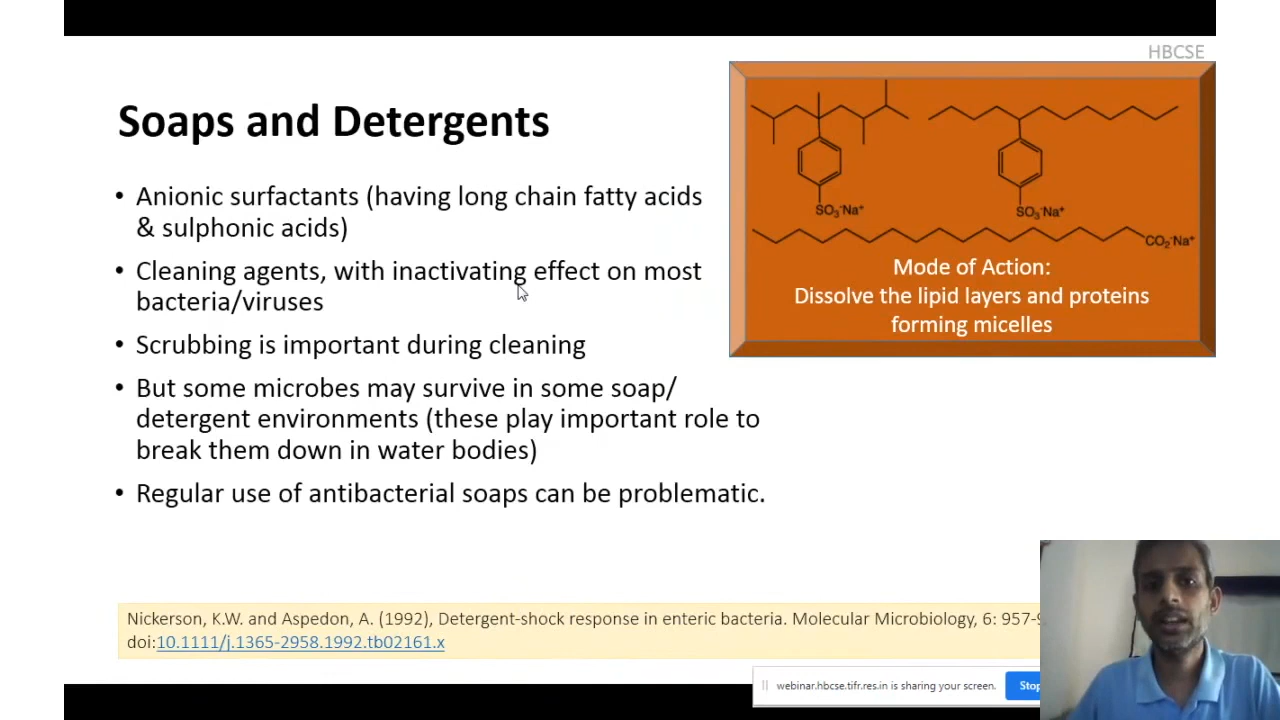 HBCSE
Soaps and Detergents
• Anionic surfactants (having long chain fatty acids
& sulphonic acids)
• Cleaning agents, with inactivating effect on most
bacteria/viruses
• Scrubbing is important during cleaning
• But some microbes may survive in some soap/
detergent environments (these play important role to
break them down in water bodies)
• Regular use of antibacterial soaps can be problematic.
SO₃⁻Na⁺
SO₃⁻Na⁺
CO₂⁻Na⁺
Mode of Action:
Dissolve the lipid layers and proteins
forming micelles
Nickerson, K.W. and Aspedon, A. (1992), Detergent-shock response in enteric bacteria. Molecular Microbiology, 6: 957-
doi:10.1111/j.1365-2958.1992.tb02161.x
webinar.hbcse.tifr.res.in is sharing your screen.